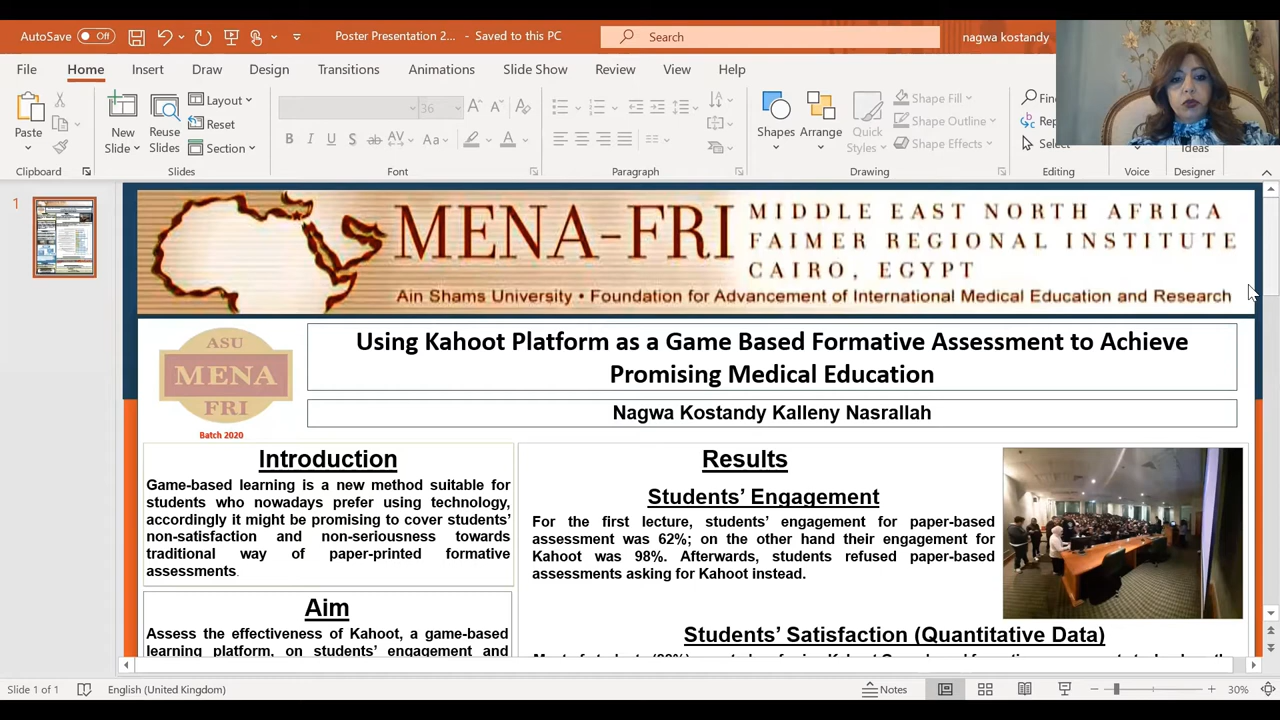 AutoSave Off Poster Presentation 2... - Saved to this PC Search nagwa kostandy
File Home Insert Draw Design Transitions Animations Slide Show Review View Help
Paste
Clipboard
New Slides
Reuse Slides
Layout
Reset
Section
Slides
36
B I U S ab AV Aa A
Font
Paragraph
Shapes Arrange Quick Styles
Shape Fill
Shape Outline
Shape Effects
Drawing
Editing
Voice
Ideas
Designer
1
MENA-FRI
MIDDLE EAST NORTH AFRICA
FAIMER REGIONAL INSTITUTE
CAIRO, EGYPT
Ain Shams University • Foundation for Advancement of International Medical Education and Research
ASU
MENA
FRI
Batch 2020
Using Kahoot Platform as a Game Based Formative Assessment to Achieve
Promising Medical Education
Nagwa Kostandy Kalleny Nasrallah
Introduction
Game-based learning is a new method suitable for
students who nowadays prefer using technology,
accordingly it might be promising to cover students'
non-satisfaction and non-seriousness towards
traditional way of paper-printed formative
assessments.
Aim
Assess the effectiveness of Kahoot, a game-based
learning platform, on students' engagement and
Results
Students' Engagement
For the first lecture, students' engagement for paper-based
assessment was 62%; on the other hand their engagement for
Kahoot was 98%. Afterwards, students refused paper-based
assessments asking for Kahoot instead.
Students' Satisfaction (Quantitative Data)
Slide 1 of 1 English (United Kingdom) Notes 30%